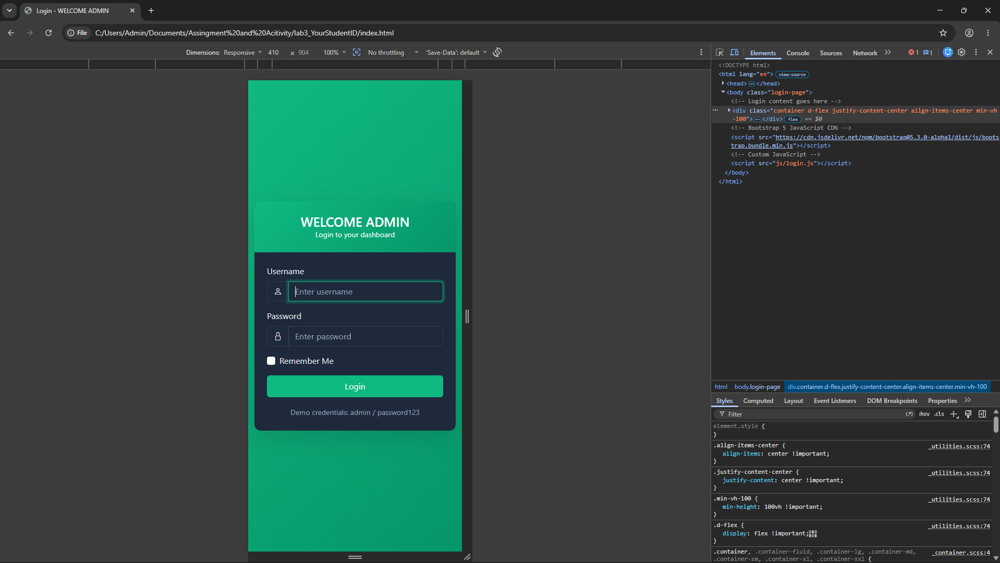 Login - WELCOME ADMIN
File C:/Users/Admin/Documents/Assingment%20and%20Acitivity/lab3_YourStudentID/index.html
Dimensions: Responsive 410 × 904 100% No throttling 'Save-Data': default
Elements Console Sources Network 1 1
WELCOME ADMIN
Login to your dashboard
Username
Enter username
Password
Enter password
Remember Me
Login
Demo credentials: admin / password123
<!DOCTYPE html>
<html lang="en"> view-source
<head> ··· </head>
<body class="login-page">
<!-- Login content goes here -->
<div class="container d-flex justify-content-center align-items-center min-vh
-100"> ··· </div> flex == $0
<!-- Bootstrap 5 JavaScript CDN -->
<script src="https://cdn.jsdelivr.net/npm/bootstrap@5.3.0-alpha1/dist/js/boots
trap.bundle.min.js"></script>
<!-- Custom JavaScript -->
<script src="js/login.js"></script>
</body>
</html>
html body.login-page div.container.d-flex.justify-content-center.align-items-center.min-vh-100
Styles Computed Layout Event Listeners DOM Breakpoints Properties
Filter (.*) :hov .cls
element.style {
}
.align-items-center { _utilities.scss:74
align-items: center !important;
}
.justify-content-center { _utilities.scss:74
justify-content: center !important;
}
.min-vh-100 { _utilities.scss:74
min-height: 100vh !important;
}
.d-flex { _utilities.scss:74
display: flex !important;
}
.container, .container-fluid, .container-lg, .container-md, _container.scss:4
.container-sm, .container-xl, .container-xxl {